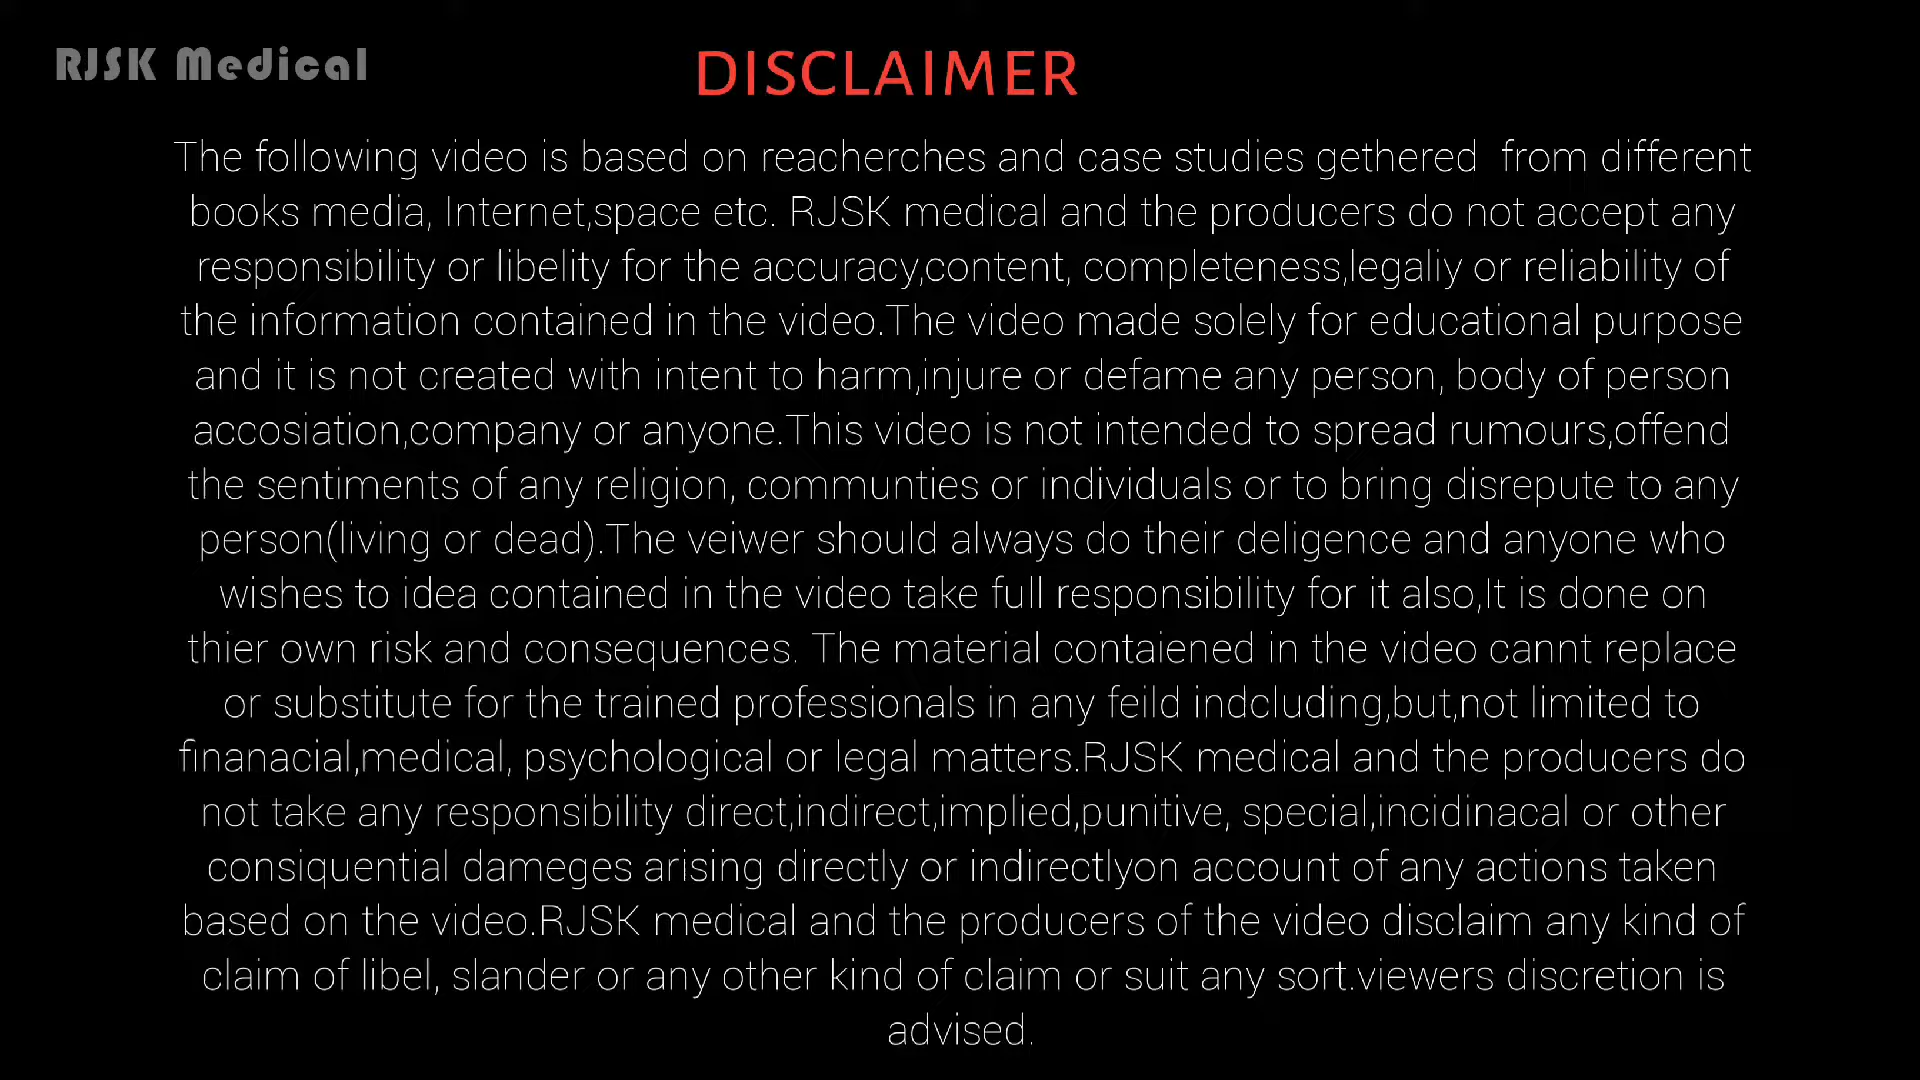 RJSK Medical
DISCLAIMER
The following video is based on reacherches and case studies gethered from different
books media, Internet,space etc. RJSK medical and the producers do not accept any
responsibility or libelity for the accuracy,content, completeness,legaliy or reliability of
the information contained in the video.The video made solely for educational purpose
and it is not created with intent to harm,injure or defame any person, body of person
accosiation,company or anyone.This video is not intended to spread rumours,offend
the sentiments of any religion, communties or individuals or to bring disrepute to any
person(living or dead).The veiwer should always do their deligence and anyone who
wishes to idea contained in the video take full responsibility for it also,It is done on
thier own risk and consequences. The material contaiened in the video cannt replace
or substitute for the trained professionals in any feild indcluding,but,not limited to
finanacial,medical, psychological or legal matters.RJSK medical and the producers do
not take any responsibility direct,indirect,implied,punitive, special,incidinacal or other
consiquential dameges arising directly or indirectlyon account of any actions taken
based on the video.RJSK medical and the producers of the video disclaim any kind of
claim of libel, slander or any other kind of claim or suit any sort.viewers discretion is
advised.